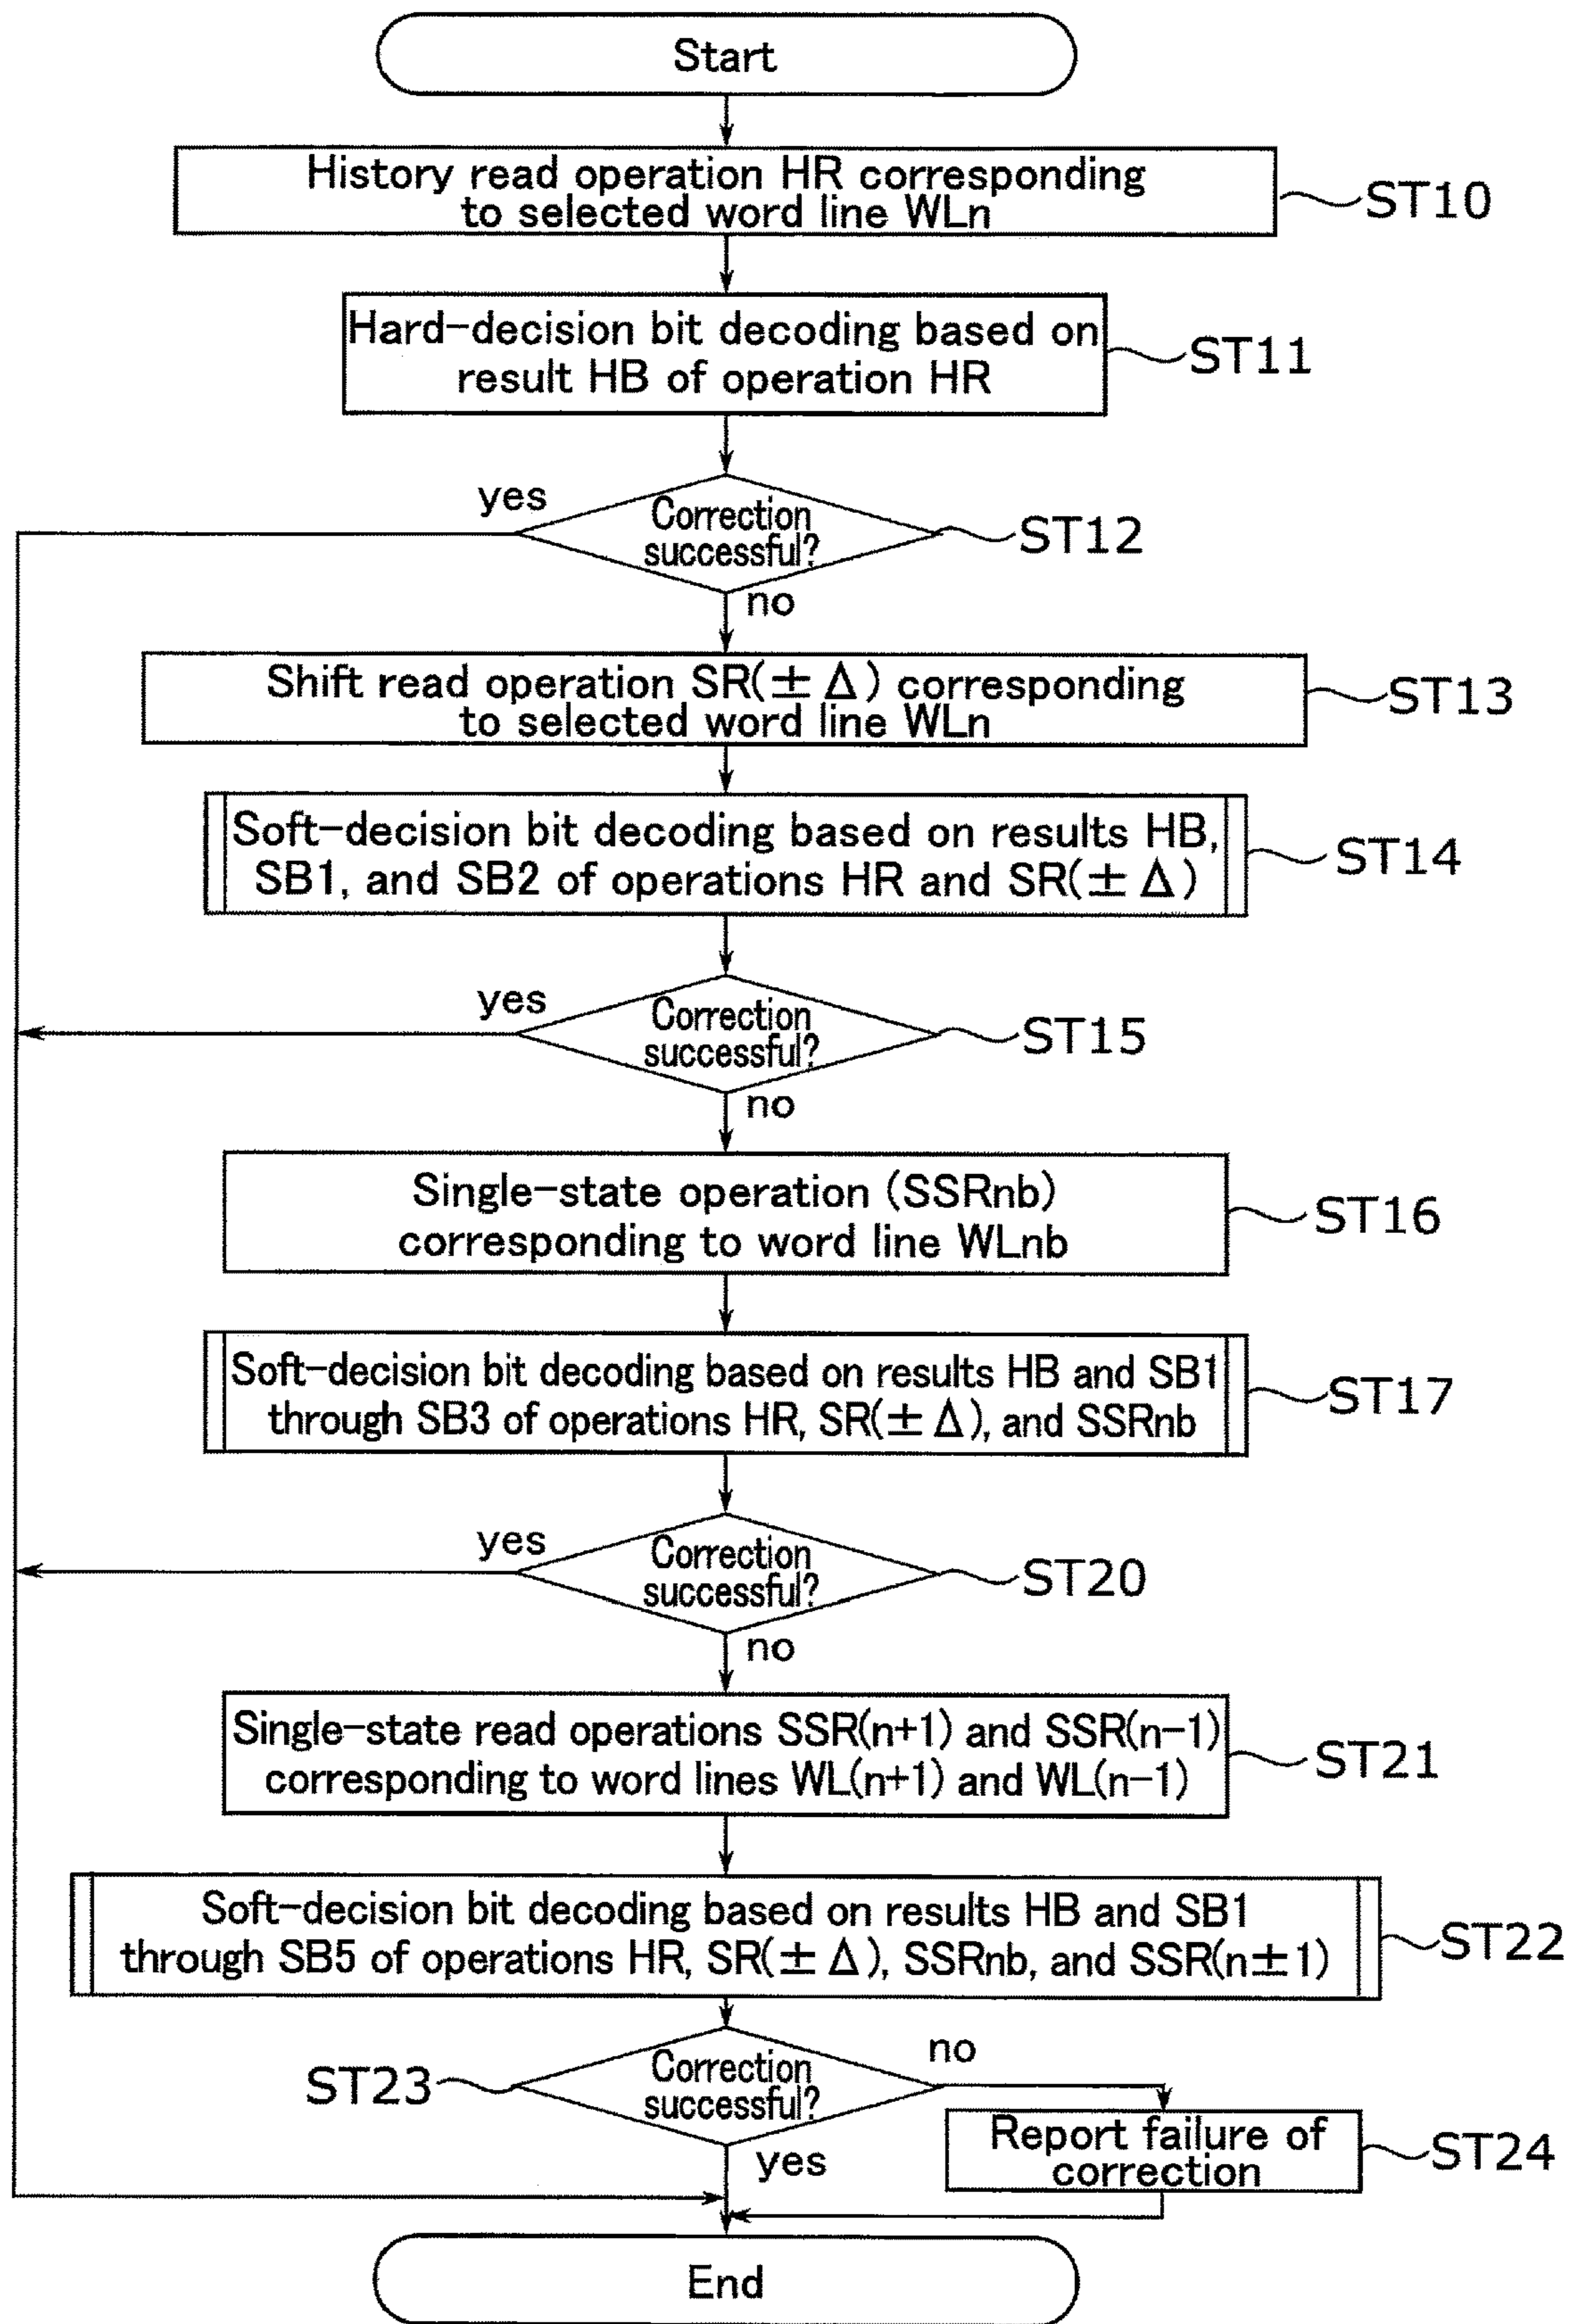 Start
History read operation HR corresponding
to selected word line WLn
ST10
Hard-decision bit decoding based on
result HB of operation HR
ST11
yes
Correction
successful?
ST12
no
Shift read operation SR(±Δ) corresponding
to selected word line WLn
ST13
Soft-decision bit decoding based on results HB,
SB1, and SB2 of operations HR and SR(±Δ)
ST14
yes
Correction
successful?
ST15
no
Single-state operation (SSRnb)
corresponding to word line WLnb
ST16
Soft-decision bit decoding based on results HB and SB1
through SB3 of operations HR, SR(±Δ), and SSRnb
ST17
yes
Correction
successful?
ST20
no
Single-state read operations SSR(n+1) and SSR(n-1)
corresponding to word lines WL(n+1) and WL(n-1)
ST21
Soft-decision bit decoding based on results HB and SB1
through SB5 of operations HR, SR(±Δ), SSRnb, and SSR(n±1)
ST22
ST23
Correction
successful?
no
yes
Report failure of
correction
ST24
End